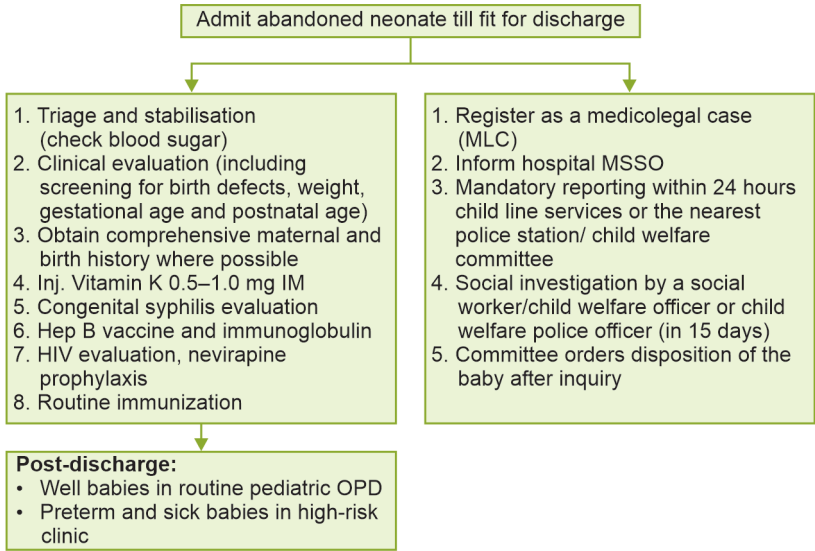 Admit abandoned neonate till fit for discharge
1. Triage and stabilisation
(check blood sugar)
2. Clinical evaluation (including
screening for birth defects, weight,
gestational age and postnatal age)
3. Obtain comprehensive maternal and
birth history where possible
4. Inj. Vitamin K 0.5–1.0 mg IM
5. Congenital syphilis evaluation
6. Hep B vaccine and immunoglobulin
7. HIV evaluation, nevirapine
prophylaxis
8. Routine immunization
1. Register as a medicolegal case
(MLC)
2. Inform hospital MSSO
3. Mandatory reporting within 24 hours
child line services or the nearest
police station/ child welfare
committee
4. Social investigation by a social
worker/child welfare officer or child
welfare police officer (in 15 days)
5. Committee orders disposition of the
baby after inquiry
Post-discharge:
• Well babies in routine pediatric OPD
• Preterm and sick babies in high-risk
clinic